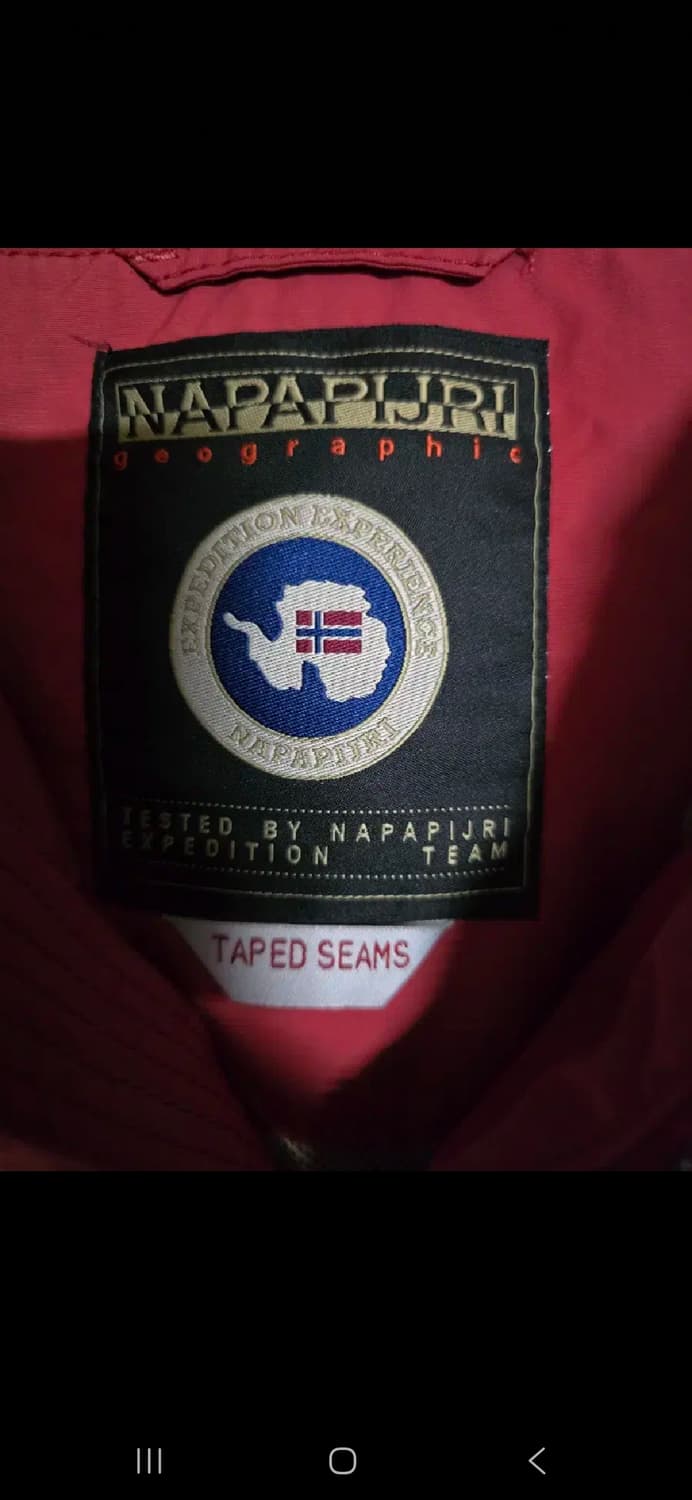 NAPAPIJRI
geographic
EXPEDITION EXPERIENCE
NAPAPIJRI
TESTED BY NAPAPIJRI
EXPEDITION TEAM
TAPED SEAMS